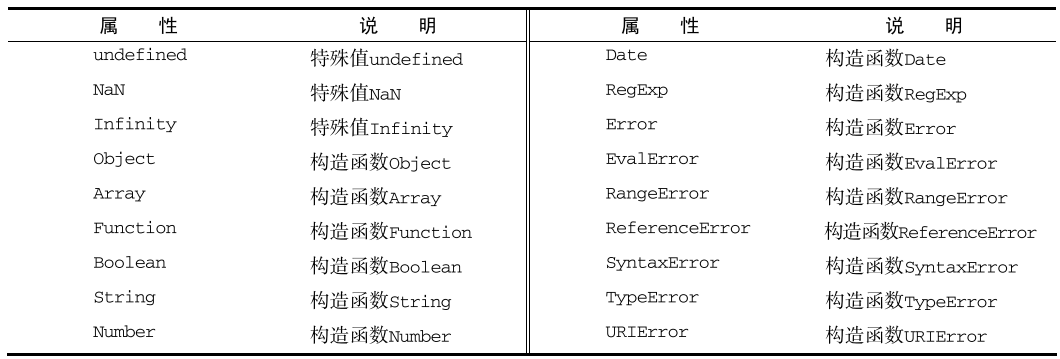 属 性 说 明 属 性 说 明
undefined 特殊值undefined Date 构造函数Date
NaN 特殊值NaN RegExp 构造函数RegExp
Infinity 特殊值Infinity Error 构造函数Error
Object 构造函数Object EvalError 构造函数EvalError
Array 构造函数Array RangeError 构造函数RangeError
Function 构造函数Function ReferenceError 构造函数ReferenceError
Boolean 构造函数Boolean SyntaxError 构造函数SyntaxError
String 构造函数String TypeError 构造函数TypeError
Number 构造函数Number URIError 构造函数URIError